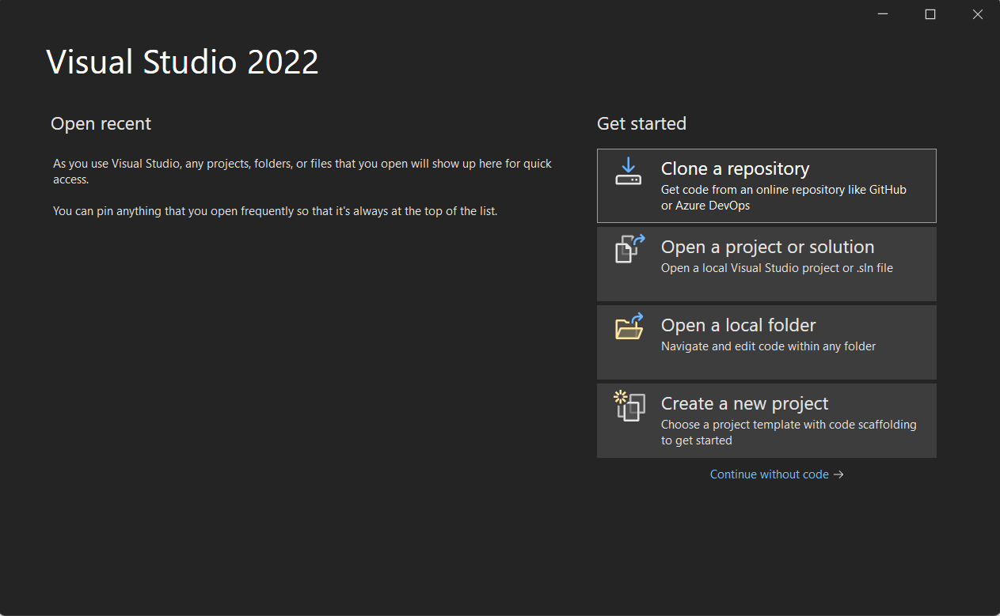 Visual Studio 2022
Open recent
As you use Visual Studio, any projects, folders, or files that you open will show up here for quick
access.
You can pin anything that you open frequently so that it's always at the top of the list.
Get started
Clone a repository
Get code from an online repository like GitHub
or Azure DevOps
Open a project or solution
Open a local Visual Studio project or .sln file
Open a local folder
Navigate and edit code within any folder
Create a new project
Choose a project template with code scaffolding
to get started
Continue without code →